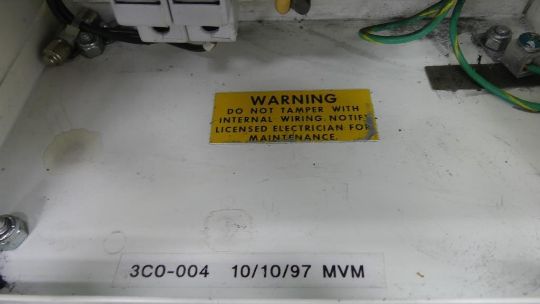 WARNING
DO NOT TAMPER WITH
INTERNAL WIRING. NOTIFY
LICENSED ELECTRICIAN FOR
MAINTENANCE.
3C0-004 10/10/97 MVM